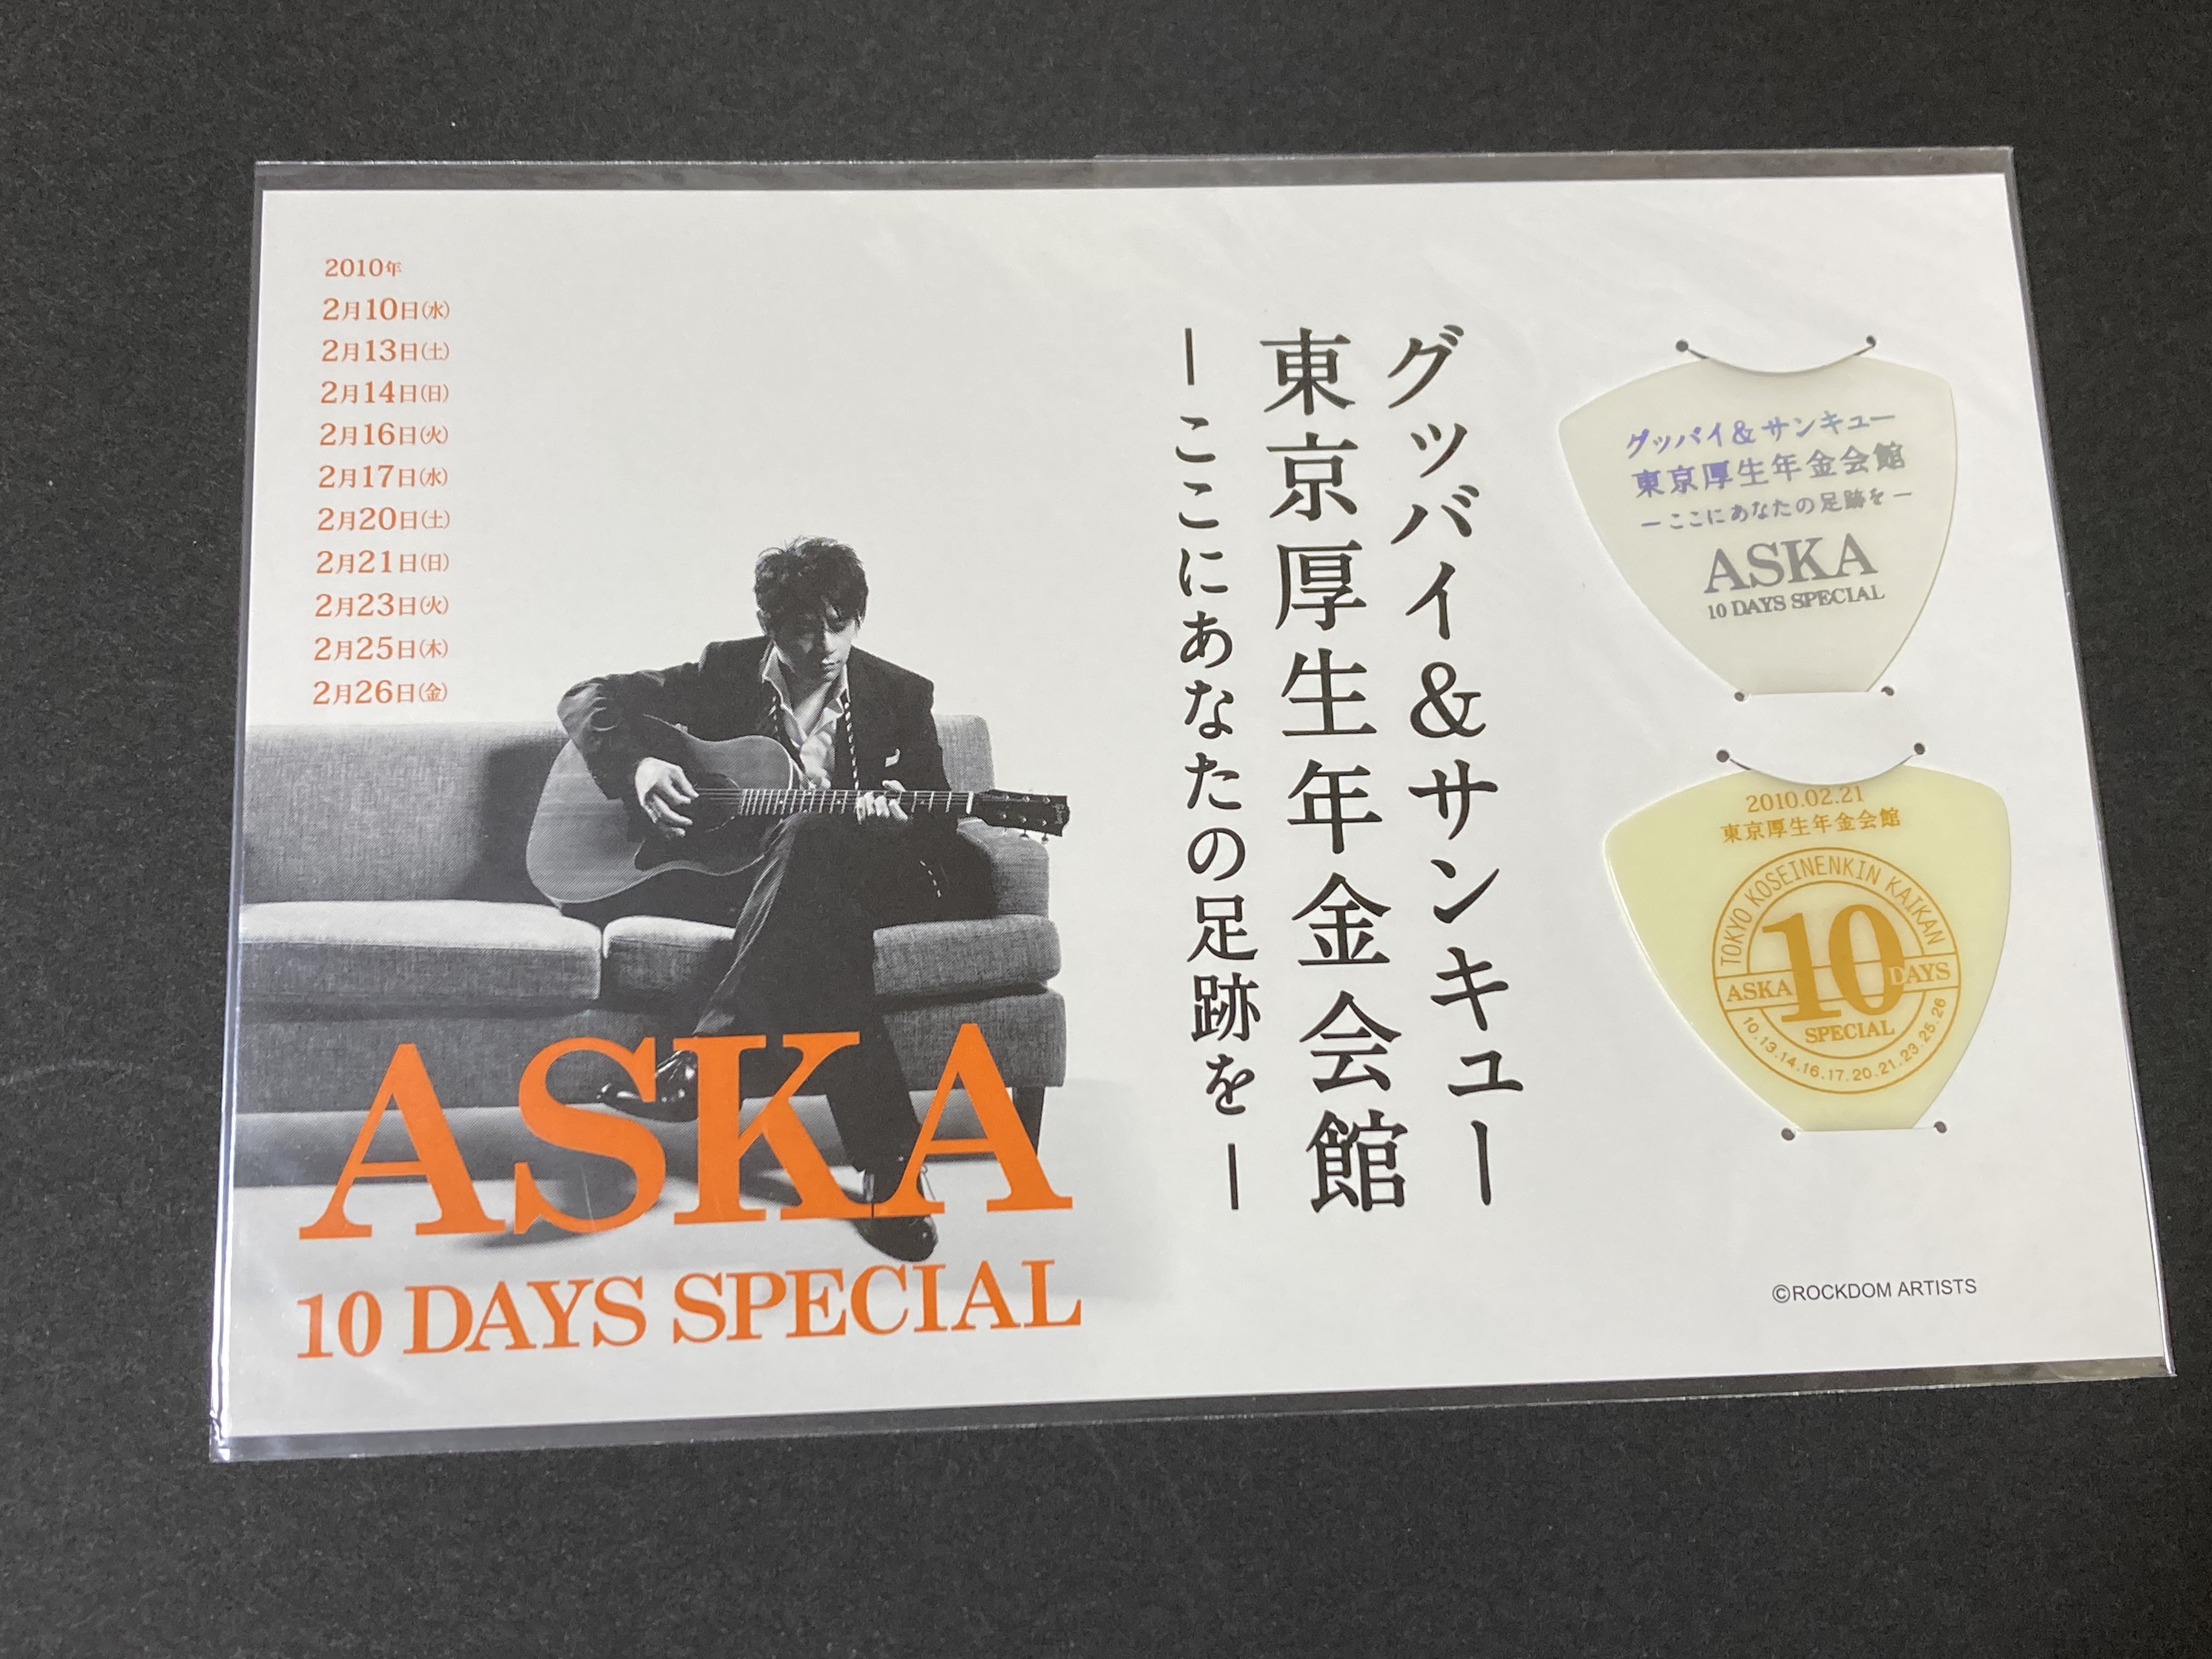 2010年
2月10日(水)
2月13日(土)
2月14日(日)
2月16日(火)
2月17日(水)
2月20日(土)
2月21日(日)
2月23日(火)
2月25日(木)
2月26日(金)
ASKA
10 DAYS SPECIAL
グッバイ&サンキュー
東京厚生年金会館
ーここにあなたの足跡をー
グッバイ&サンキュー
東京厚生年金会館
ーここにあなたの足跡をー
ASKA
10 DAYS SPECIAL
2010.02.21
東京厚生年金会館
TOKYO KOSEINENKIN KAIKAN
ASKA 10 DAYS
SPECIAL
10.13.14.16.17.20.21.23.25.26
©ROCKDOM ARTISTS